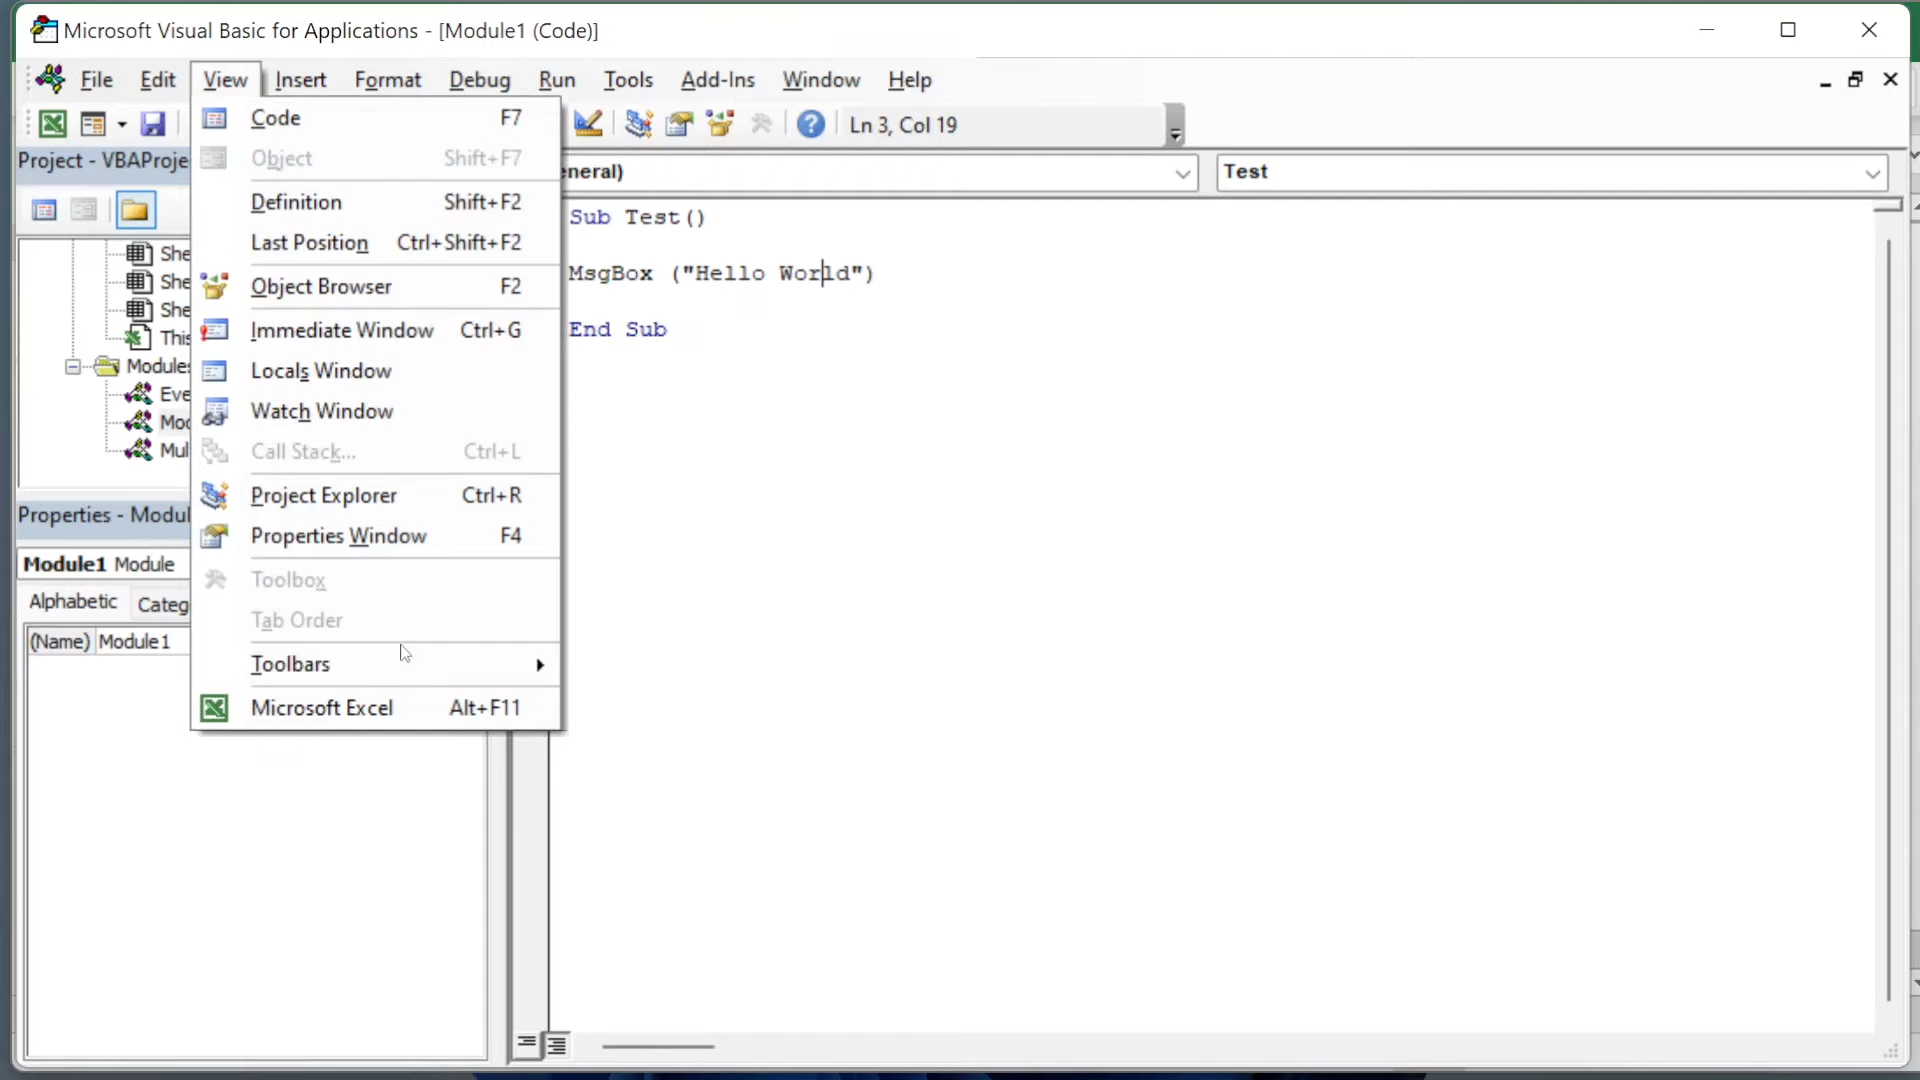 Microsoft Visual Basic for Applications - [Module1 (Code)]
File Edit View Insert Format Debug Run Tools Add-Ins Window Help
Ln 3, Col 19
Project - VBAProje
eneral)
Test
She
She
She
This
Modules
Eve
Mod
Mul
Properties - Modul
Module1 Module
Alphabetic Categ
(Name) Module1
Code F7
Object Shift+F7
Definition Shift+F2
Last Position Ctrl+Shift+F2
Object Browser F2
Immediate Window Ctrl+G
Locals Window
Watch Window
Call Stack... Ctrl+L
Project Explorer Ctrl+R
Properties Window F4
Toolbox
Tab Order
Toolbars
Microsoft Excel Alt+F11
Sub Test()
MsgBox ("Hello World")
End Sub